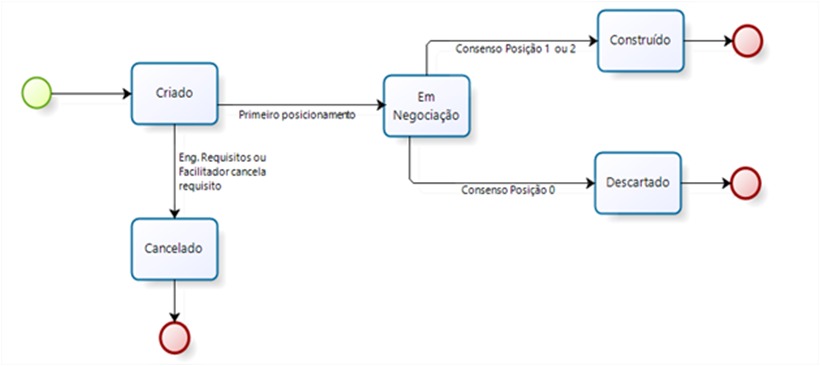 Consenso Posição 1 ou 2
Construído
Criado
Primeiro posicionamento
Em
Negociação
Eng. Requisitos ou
Facilitador cancela
requisito
Consenso Posição 0
Descartado
Cancelado